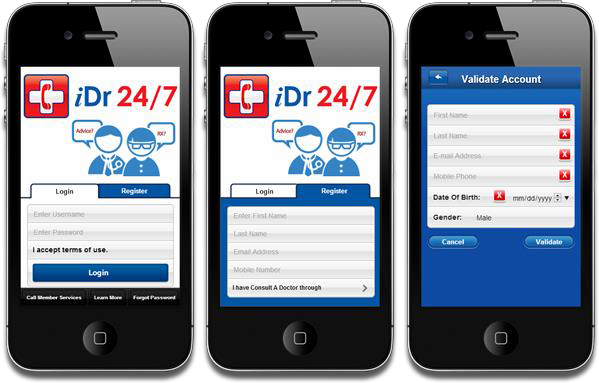 iDr 24/7
Advice?
RX?
Login
Register
Enter Username
Enter Password
I accept terms of use.
Login
Call Member Services
Learn More
Forgot Password
iDr 24/7
Advice?
RX?
Login
Register
Enter First Name
Last Name
Email Address
Mobile Number
I have Consult A Doctor through
Validate Account
First Name
X
Last Name
X
E-mail Address
X
Mobile Phone
X
Date Of Birth: X mm/dd/yyyy
Gender: Male
Cancel
Validate